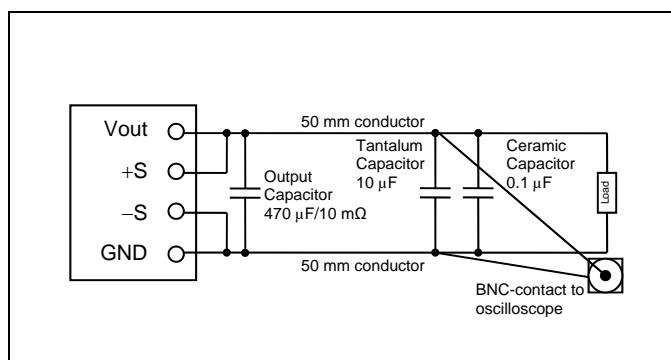 Vout
+S
−S
GND
50 mm conductor
Output
Capacitor
470 µF/10 mΩ
Tantalum
Capacitor
10 µF
Ceramic
Capacitor
0.1 µF
Load
50 mm conductor
BNC-contact to
oscilloscope